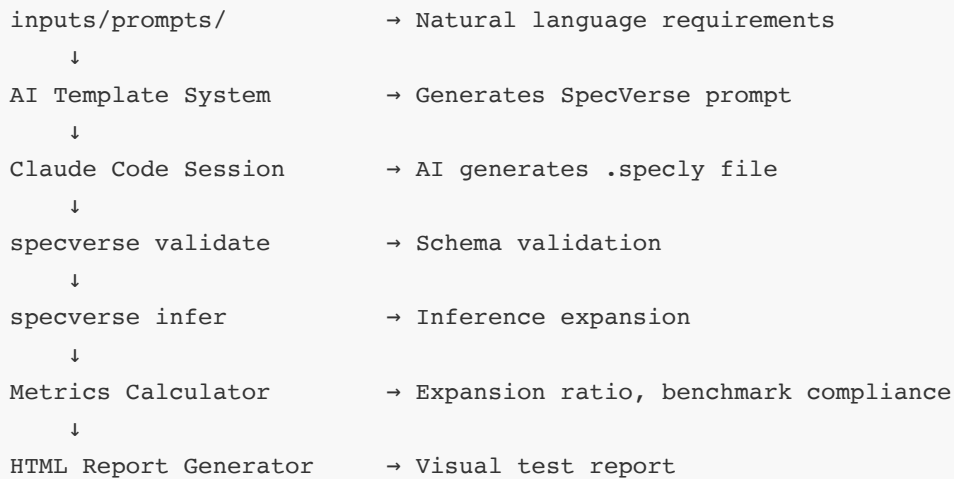 inputs/prompts/ → Natural language requirements
↓
AI Template System → Generates SpecVerse prompt
↓
Claude Code Session → AI generates .specly file
↓
specverse validate → Schema validation
↓
specverse infer → Inference expansion
↓
Metrics Calculator → Expansion ratio, benchmark compliance
↓
HTML Report Generator → Visual test report